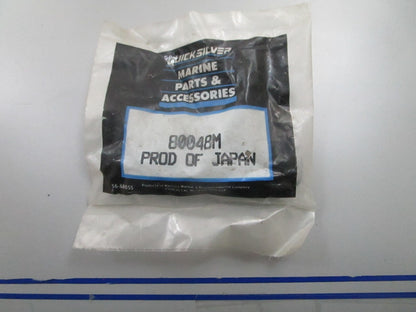 QUICKSILVER
MARINE
PARTS &
ACCESSORIES
80048M
PROD OF JAPAN